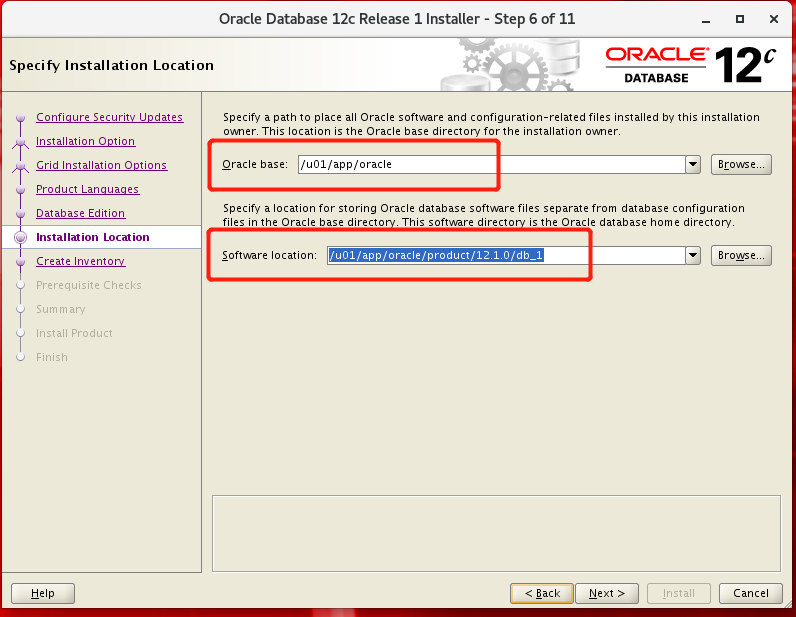 Oracle Database 12c Release 1 Installer - Step 6 of 11
Specify Installation Location
ORACLE
DATABASE
12c
Configure Security Updates
Installation Option
Grid Installation Options
Product Languages
Database Edition
Installation Location
Create Inventory
Prerequisite Checks
Summary
Install Product
Finish
Specify a path to place all Oracle software and configuration-related files installed by this installation
owner. This location is the Oracle base directory for the installation owner.
Oracle base: /u01/app/oracle Browse...
Specify a location for storing Oracle database software files separate from database configuration
files in the Oracle base directory. This software directory is the Oracle database home directory.
Software location: /u01/app/oracle/product/12.1.0/db_1 Browse...
Help < Back Next > Install Cancel